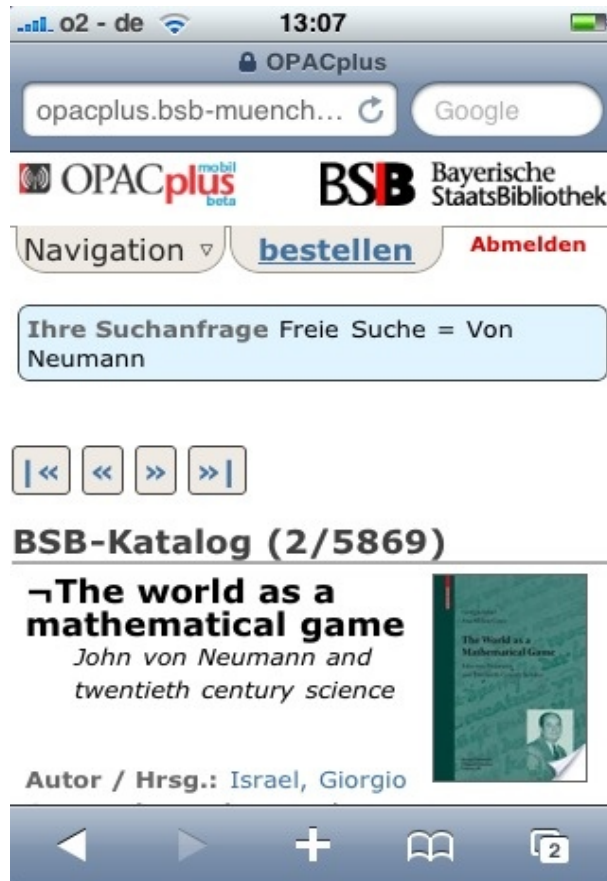 o2 - de 13:07
OPACplus
opacplus.bsb-muench... Google
OPACplus mobil beta BSB Bayerische StaatsBibliothek
Navigation ▿ bestellen Abmelden
Ihre Suchanfrage Freie Suche = Von
Neumann
|« « » »|
BSB-Katalog (2/5869)
¬The world as a
mathematical game
John von Neumann and
twentieth century science
The World as a
Mathematical Game
Autor / Hrsg.: Israel, Giorgio
2